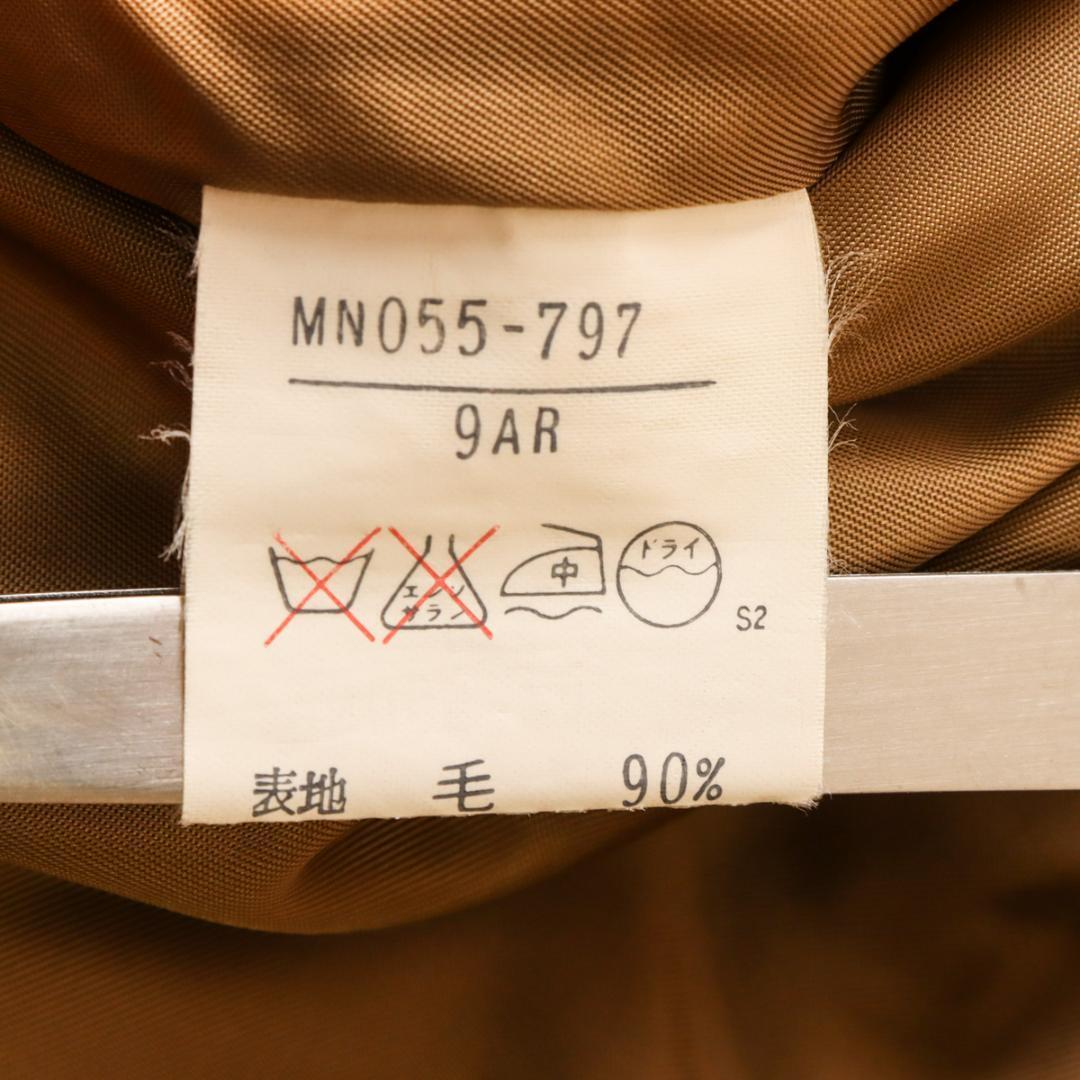 MN055-797
9AR
エンソ
サラシ
中
ドライ
S2
表地 毛 90%